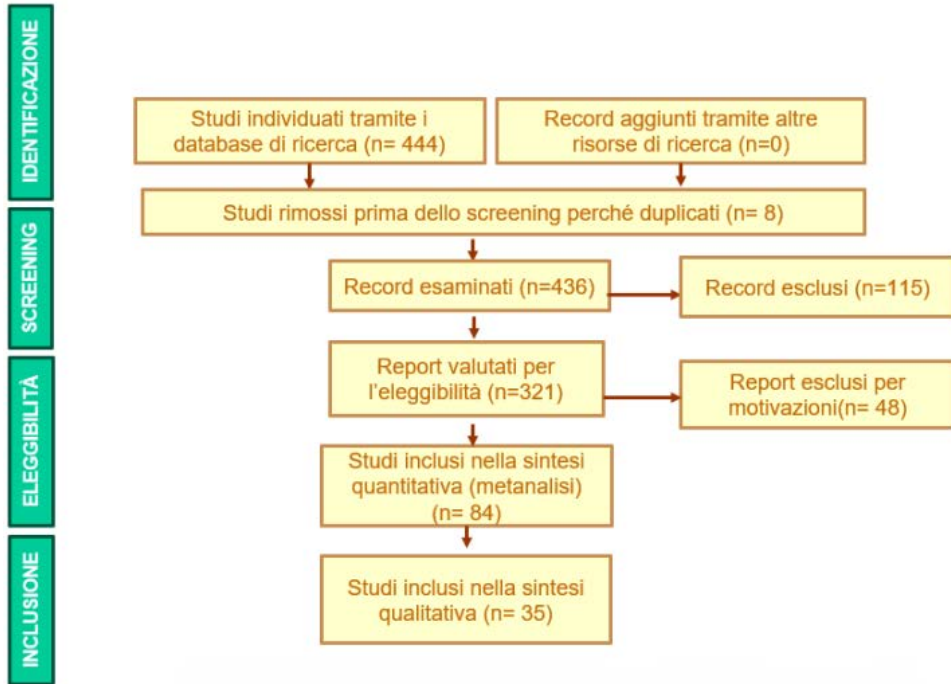 IDENTIFICAZIONE
Studi individuati tramite i
database di ricerca (n= 444)
Record aggiunti tramite altre
risorse di ricerca (n=0)
Studi rimossi prima dello screening perché duplicati (n= 8)
SCREENING
Record esaminati (n=436)
Record esclusi (n=115)
ELEGGIBILITÀ
Report valutati per
l'eleggibilità (n=321)
Report esclusi per
motivazioni(n= 48)
Studi inclusi nella sintesi
quantitativa (metanalisi)
(n= 84)
INCLUSIONE
Studi inclusi nella sintesi
qualitativa (n= 35)